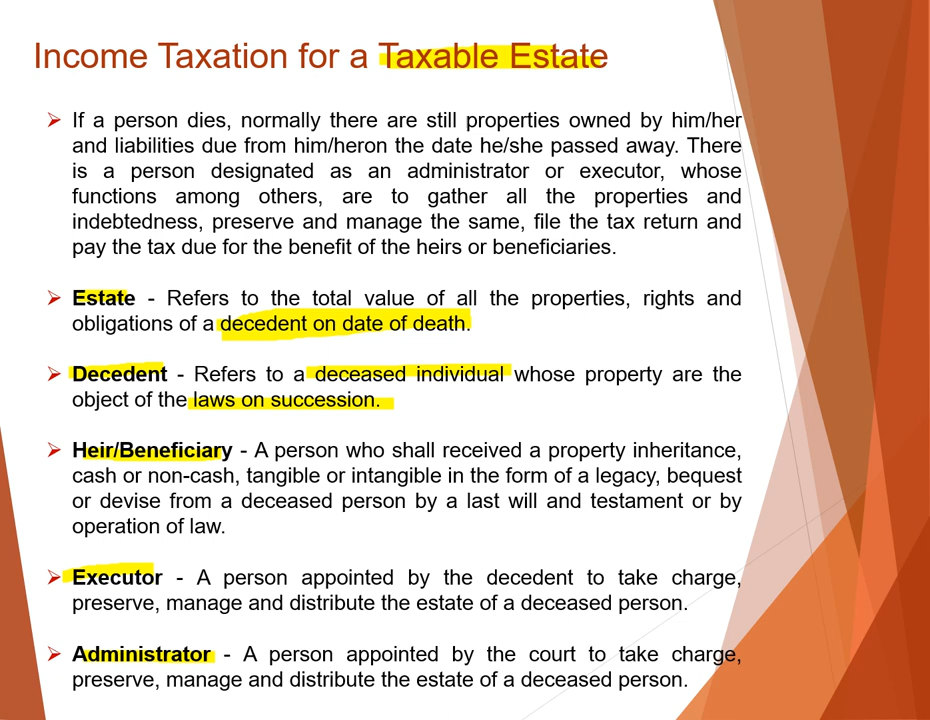 Income Taxation for a Taxable Estate
➤ If a person dies, normally there are still properties owned by him/her
and liabilities due from him/heron the date he/she passed away. There
is a person designated as an administrator or executor, whose
functions among others, are to gather all the properties and
indebtedness, preserve and manage the same, file the tax return and
pay the tax due for the benefit of the heirs or beneficiaries.
➤ Estate - Refers to the total value of all the properties, rights and
obligations of a decedent on date of death.
➤ Decedent - Refers to a deceased individual whose property are the
object of the laws on succession.
➤ Heir/Beneficiary - A person who shall received a property inheritance,
cash or non-cash, tangible or intangible in the form of a legacy, bequest
or devise from a deceased person by a last will and testament or by
operation of law.
➤ Executor - A person appointed by the decedent to take charge,
preserve, manage and distribute the estate of a deceased person.
➤ Administrator - A person appointed by the court to take charge,
preserve, manage and distribute the estate of a deceased person.